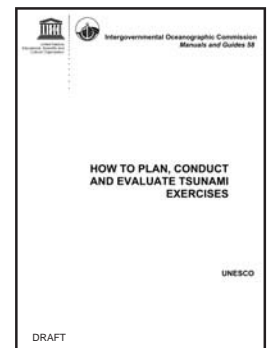 Intergovernmental Oceanographic Commission
Manuals and Guides 58
HOW TO PLAN, CONDUCT
AND EVALUATE TSUNAMI
EXERCISES
UNESCO
DRAFT